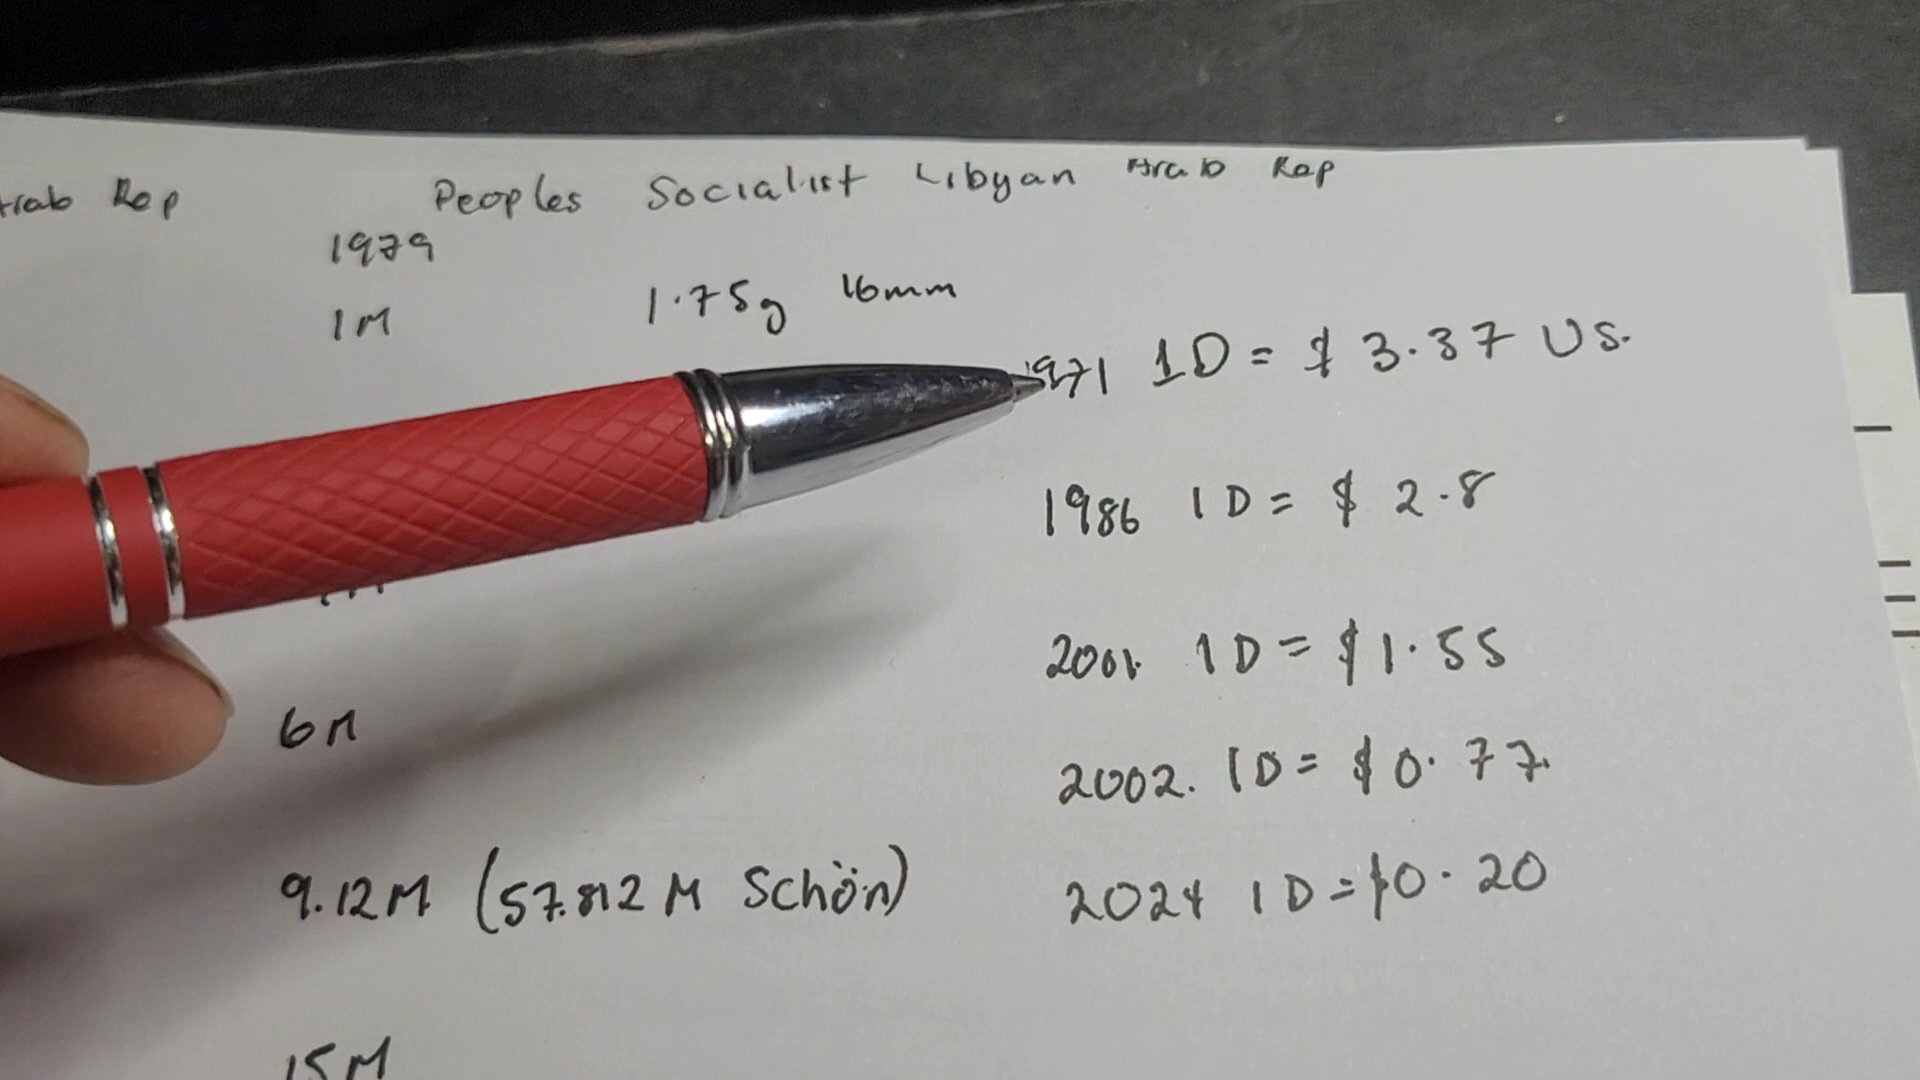 Arab Rep Peoples Socialist Libyan Arab Rep
1979
1M 1.75g 16mm
1971 1D = $ 3.37 US.
1986 1D = $ 2.8
2001. 1D = $1.55
6M
2002. 1D = $0.77.
9.12M (57.812 M Schön)
2024 1D = $0.20
15M